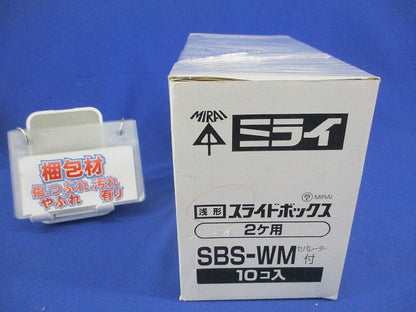 梱包材
傷 つぶれ 汚れ
やぶれ 有り
MIRAI
ミライ
MIRAI
浅形 スライドボックス
2ケ用
SBS-WM セパレーター付
10コ入